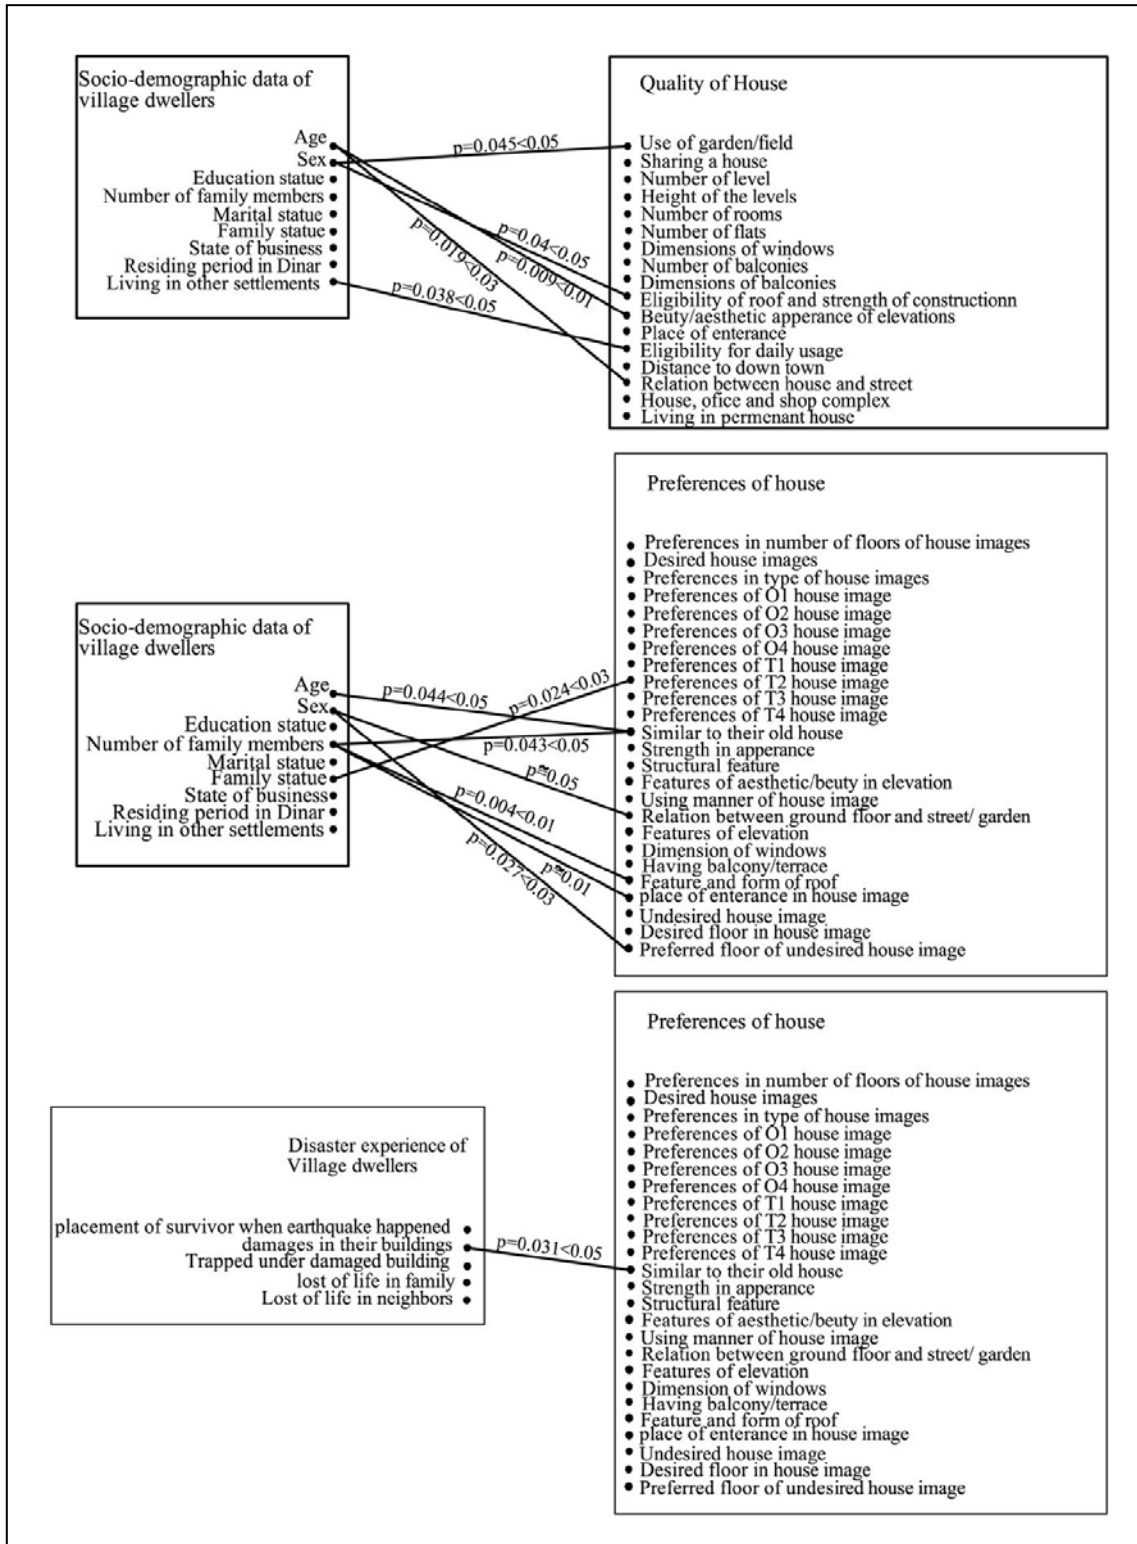 Socio-demographic data of
village dwellers
Age
Sex
Education statue
Number of family members
Marital statue
Family statue
State of business
Residing period in Dinar
Living in other settlements
p=0.045<0.05
p=0.04<0.05
p=0.009<0.01
p=0.019<0.03
p=0.038<0.05
Quality of House
Use of garden/field
Sharing a house
Number of level
Height of the levels
Number of rooms
Number of flats
Dimensions of windows
Number of balconies
Dimensions of balconies
Eligibility of roof and strength of constructionn
Beuty/aesthetic apperance of elevations
Place of enterance
Eligibility for daily usage
Distance to down town
Relation between house and street
House, ofice and shop complex
Living in permenant house
Socio-demographic data of
village dwellers
Age
Sex
Education statue
Number of family members
Marital statue
Family statue
State of business
Residing period in Dinar
Living in other settlements
p=0.044<0.05
p=0.024<0.03
p=0.043<0.05
p≅0.05
p=0.004<0.01
p≅0.01
p=0.027<0.03
Preferences of house
Preferences in number of floors of house images
Desired house images
Preferences in type of house images
Preferences of O1 house image
Preferences of O2 house image
Preferences of O3 house image
Preferences of O4 house image
Preferences of T1 house image
Preferences of T2 house image
Preferences of T3 house image
Preferences of T4 house image
Similar to their old house
Strength in apperance
Structural feature
Features of aesthetic/beuty in elevation
Using manner of house image
Relation between ground floor and street/ garden
Features of elevation
Dimension of windows
Having balcony/terrace
Feature and form of roof
place of enterance in house image
Undesired house image
Desired floor in house image
Preferred floor of undesired house image
Disaster experience of
Village dwellers
placement of survivor when earthquake happened
damages in their buildings
Trapped under damaged building
lost of life in family
Lost of life in neighbors
p=0.031<0.05
Preferences of house
Preferences in number of floors of house images
Desired house images
Preferences in type of house images
Preferences of O1 house image
Preferences of O2 house image
Preferences of O3 house image
Preferences of O4 house image
Preferences of T1 house image
Preferences of T2 house image
Preferences of T3 house image
Preferences of T4 house image
Similar to their old house
Strength in apperance
Structural feature
Features of aesthetic/beuty in elevation
Using manner of house image
Relation between ground floor and street/ garden
Features of elevation
Dimension of windows
Having balcony/terrace
Feature and form of roof
place of enterance in house image
Undesired house image
Desired floor in house image
Preferred floor of undesired house image